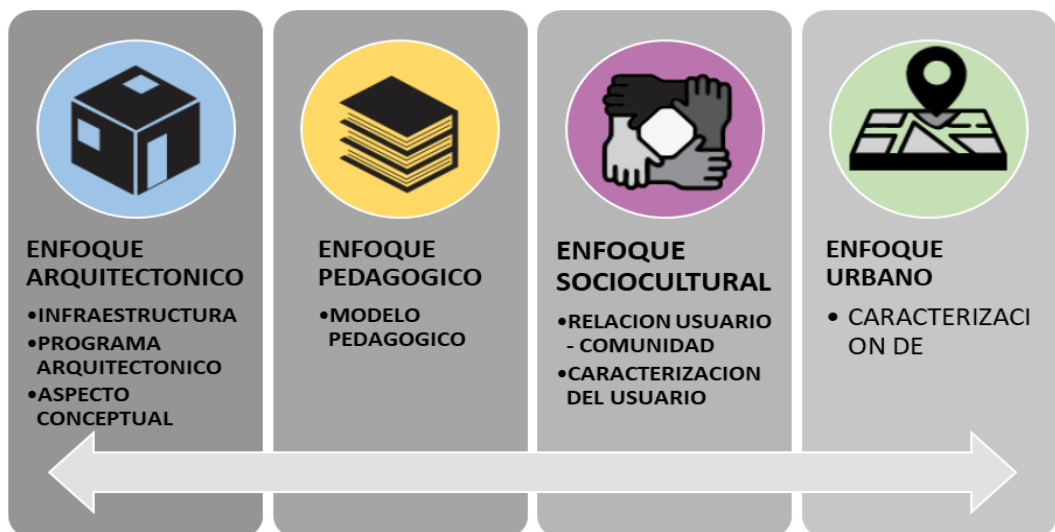 ENFOQUE
ARQUITECTONICO
•INFRAESTRUCTURA
•PROGRAMA
ARQUITECTONICO
•ASPECTO
CONCEPTUAL
ENFOQUE
PEDAGOGICO
•MODELO
PEDAGOGICO
ENFOQUE
SOCIOCULTURAL
•RELACION USUARIO
- COMUNIDAD
•CARACTERIZACION
DEL USUARIO
ENFOQUE
URBANO
• CARACTERIZACI
ON DE